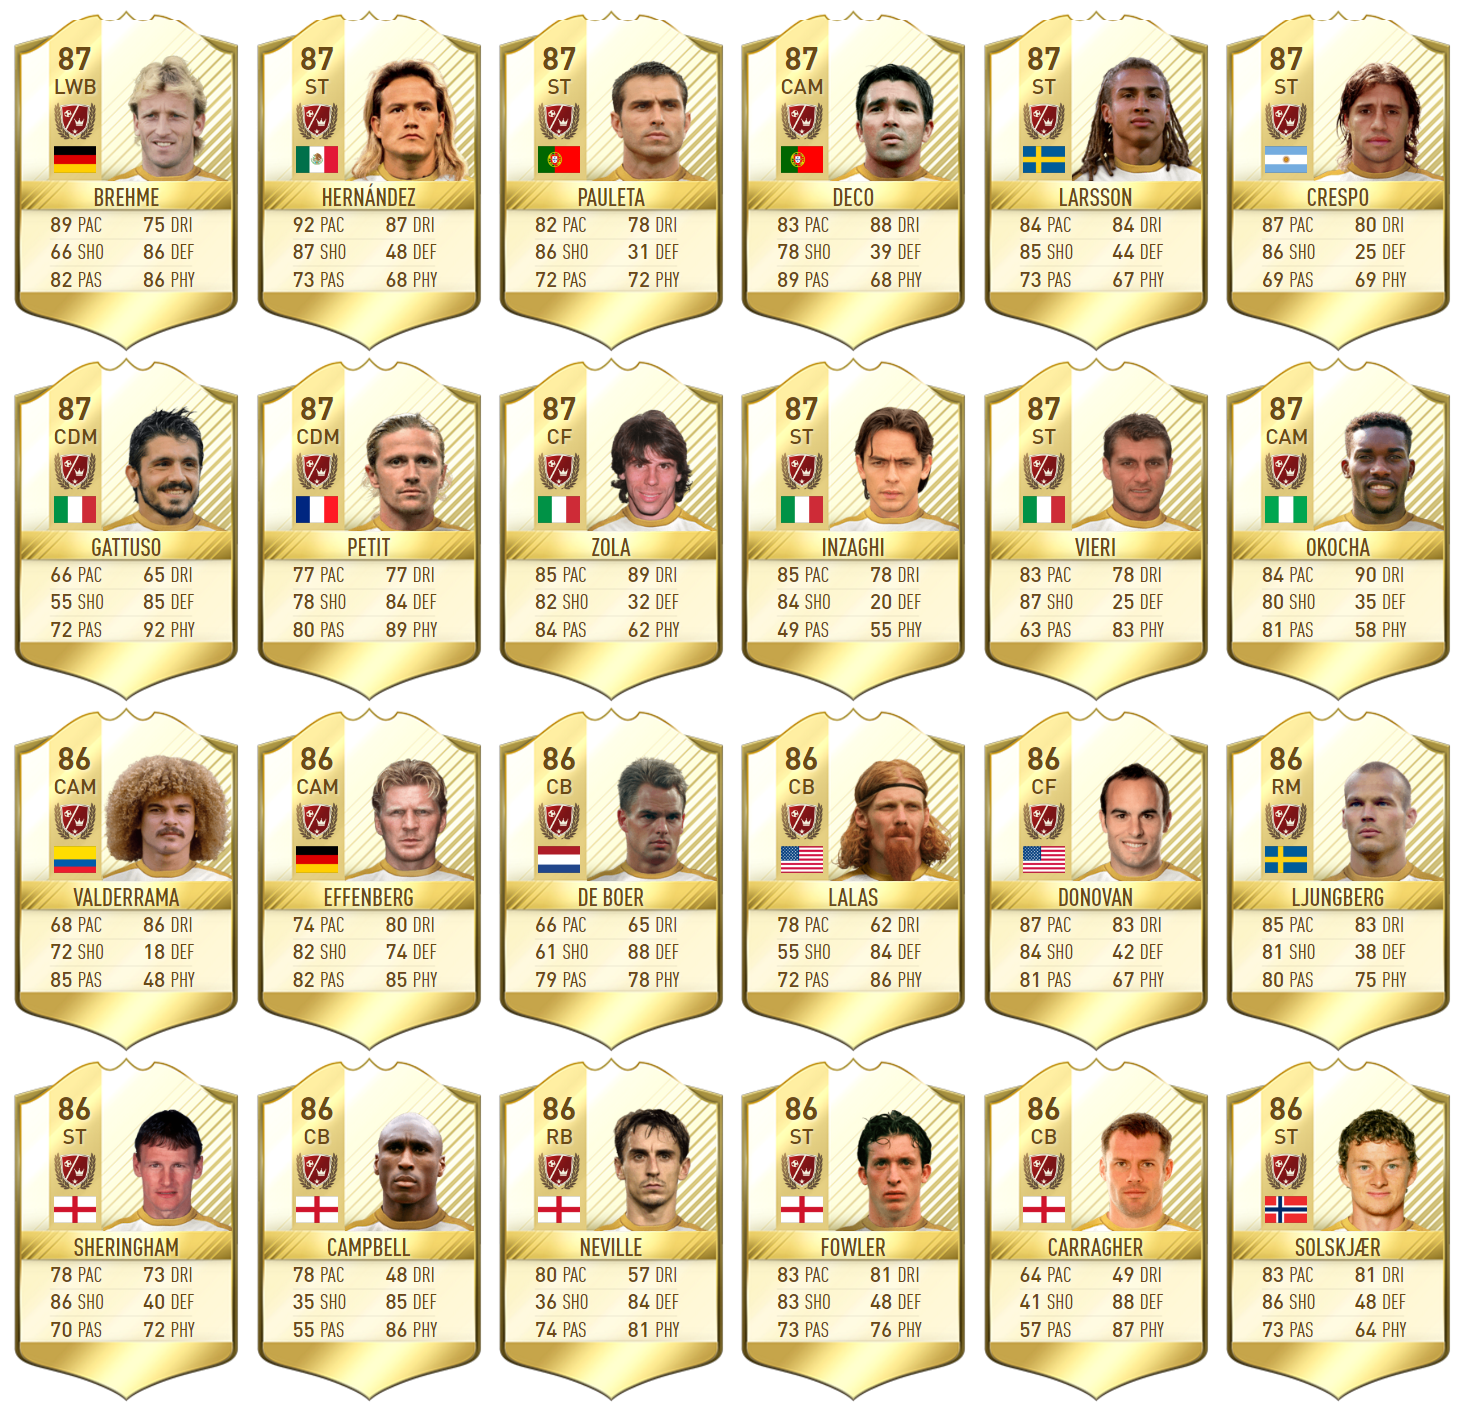 87
LWB
BREHME
89 PAC 75 DRI
66 SHO 86 DEF
82 PAS 86 PHY
87
ST
HERNÁNDEZ
92 PAC 87 DRI
87 SHO 48 DEF
73 PAS 68 PHY
87
ST
PAULETA
82 PAC 78 DRI
86 SHO 31 DEF
72 PAS 72 PHY
87
CAM
DECO
83 PAC 88 DRI
78 SHO 39 DEF
89 PAS 68 PHY
87
ST
LARSSON
84 PAC 84 DRI
85 SHO 44 DEF
73 PAS 67 PHY
87
ST
CRESPO
87 PAC 80 DRI
86 SHO 25 DEF
69 PAS 69 PHY
87
CDM
GATTUSO
66 PAC 65 DRI
55 SHO 85 DEF
72 PAS 92 PHY
87
CDM
PETIT
77 PAC 77 DRI
78 SHO 84 DEF
80 PAS 89 PHY
87
CF
ZOLA
85 PAC 89 DRI
82 SHO 32 DEF
84 PAS 62 PHY
87
ST
INZAGHI
85 PAC 78 DRI
84 SHO 20 DEF
49 PAS 55 PHY
87
ST
VIERI
83 PAC 78 DRI
87 SHO 25 DEF
63 PAS 83 PHY
87
CAM
OKOCHA
84 PAC 90 DRI
80 SHO 35 DEF
81 PAS 58 PHY
86
CAM
VALDERRAMA
68 PAC 86 DRI
72 SHO 18 DEF
85 PAS 48 PHY
86
CAM
EFFENBERG
74 PAC 80 DRI
82 SHO 74 DEF
82 PAS 85 PHY
86
CB
DE BOER
66 PAC 65 DRI
61 SHO 88 DEF
79 PAS 78 PHY
86
CB
LALAS
78 PAC 62 DRI
55 SHO 84 DEF
72 PAS 86 PHY
86
CF
DONOVAN
87 PAC 83 DRI
84 SHO 42 DEF
81 PAS 67 PHY
86
RM
LJUNGBERG
85 PAC 83 DRI
81 SHO 38 DEF
80 PAS 75 PHY
86
ST
SHERINGHAM
78 PAC 73 DRI
86 SHO 40 DEF
70 PAS 72 PHY
86
CB
CAMPBELL
78 PAC 48 DRI
35 SHO 85 DEF
55 PAS 86 PHY
86
RB
NEVILLE
80 PAC 57 DRI
36 SHO 84 DEF
74 PAS 81 PHY
86
ST
FOWLER
83 PAC 81 DRI
83 SHO 48 DEF
73 PAS 76 PHY
86
CB
CARRAGHER
64 PAC 49 DRI
41 SHO 88 DEF
57 PAS 87 PHY
86
ST
SOLSKJÆR
83 PAC 81 DRI
86 SHO 48 DEF
73 PAS 64 PHY